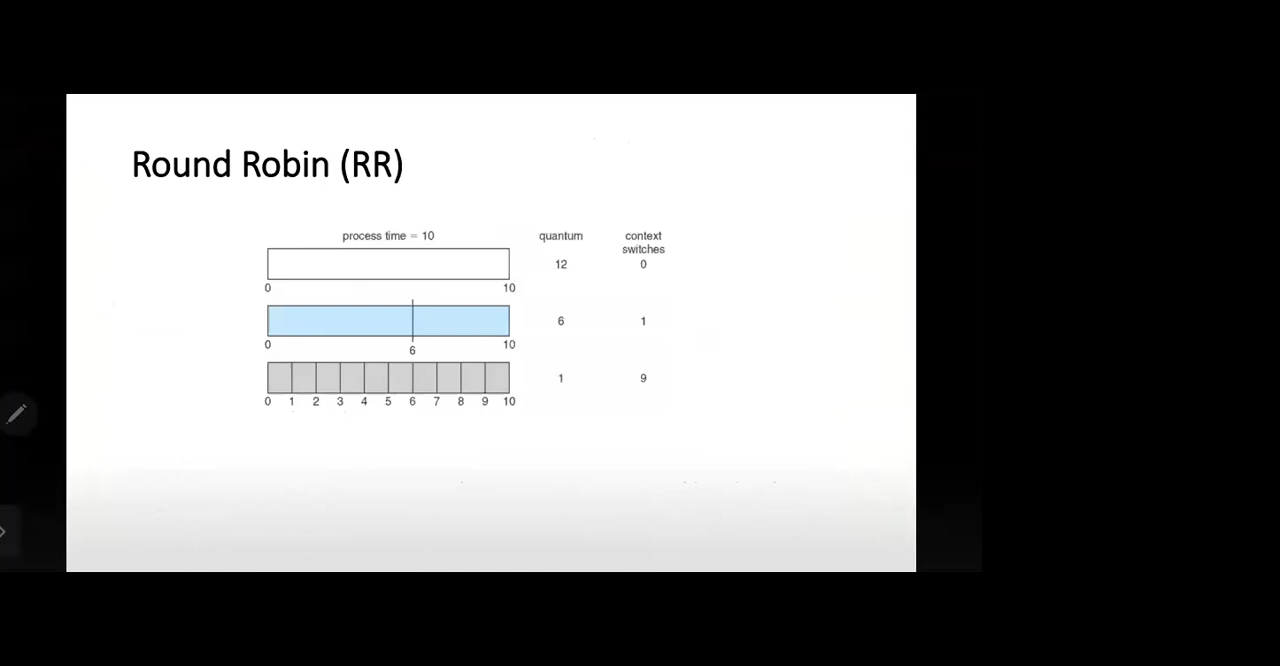 Round Robin (RR)
process time = 10 quantum context
switches
12 0
0 10
6 1
0 6 10
1 9
0 1 2 3 4 5 6 7 8 9 10